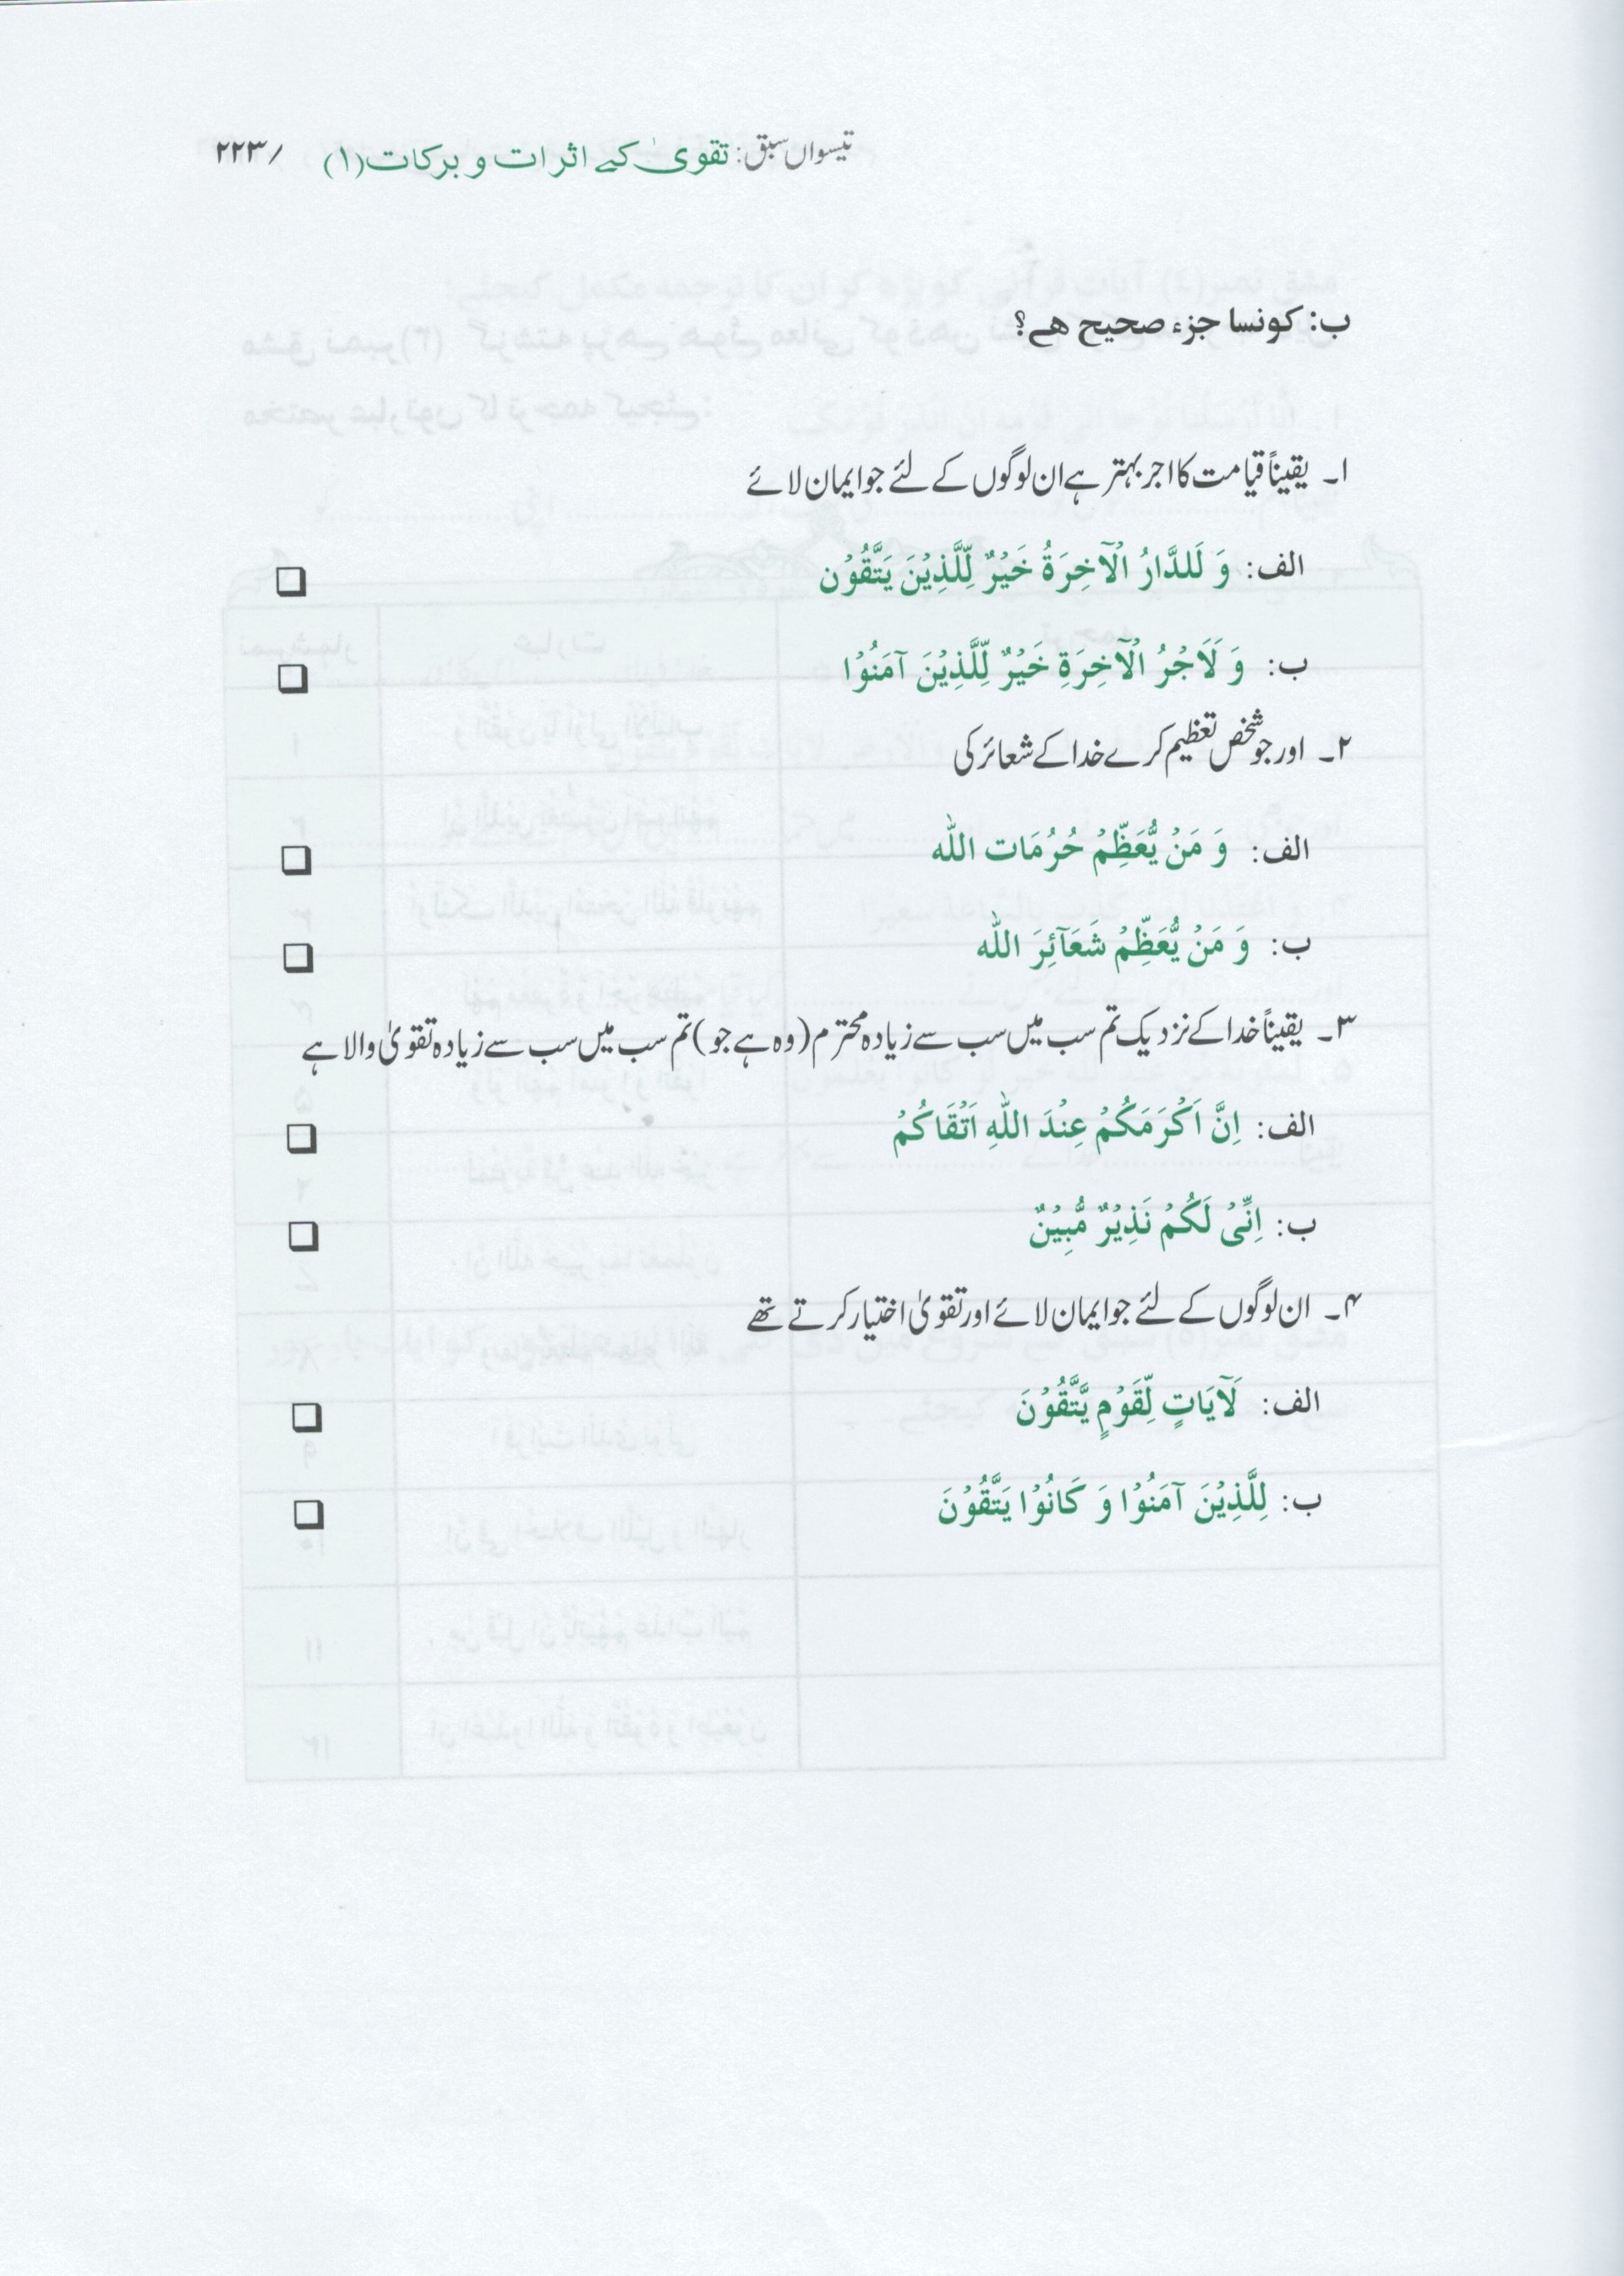 تیسواں سبق: تقویٰ کے اثرات و برکات(۱) /۲۲۳
ب: کونسا جزء صحیح ھے؟
۱۔ یقیناً قیامت کا اجر بہتر ہے ان لوگوں کے لئے جو ایمان لائے
الف: وَ لَلدَّارُ الْآخِرَةُ خَيْرٌ لِّلَّذِيْنَ يَتَّقُوْن
ب: وَ لَاَجْرُ الْآخِرَةِ خَيْرٌ لِّلَّذِيْنَ آمَنُوْا
۲۔ اور جو شخص تعظیم کرے خدا کے شعائر کی
الف: وَ مَنْ يُّعَظِّمْ حُرُمَات اللّٰه
ب: وَ مَنْ يُّعَظِّمْ شَعَآئِرَ اللّٰه
۳۔ یقیناً خدا کے نزدیک تم سب میں سب سے زیادہ محترم (وہ ہے جو) تم سب میں سب سے زیادہ تقویٰ والا ہے
الف: اِنَّ اَكْرَمَكُمْ عِنْدَ اللّٰهِ اَتْقَاكُمْ
ب: اِنِّیْ لَكُمْ نَذِيْرٌ مُّبِيْنٌ
۴۔ ان لوگوں کے لئے جو ایمان لائے اور تقویٰ اختیار کرتے تھے
الف: لَآيَاتٍ لِّقَوْمٍ يَّتَّقُوْنَ
ب: لِلَّذِيْنَ آمَنُوْا وَ كَانُوْا يَتَّقُوْنَ